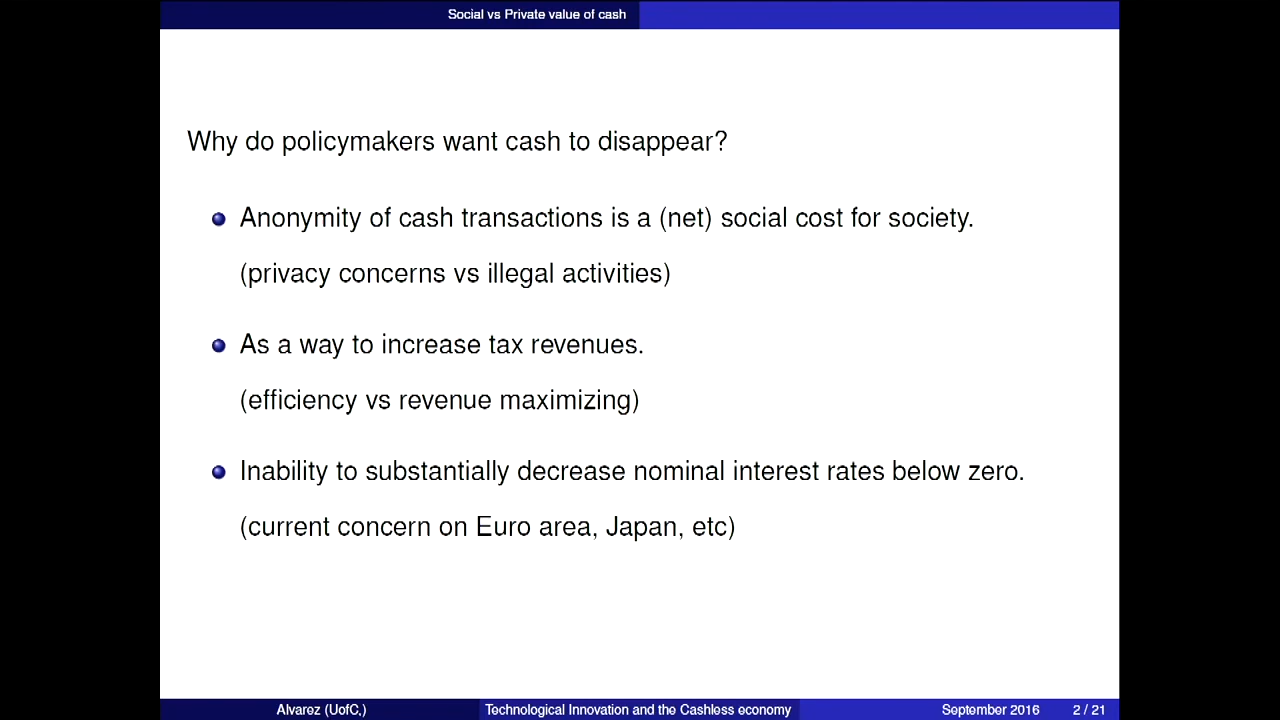 Social vs Private value of cash
Why do policymakers want cash to disappear?
Anonymity of cash transactions is a (net) social cost for society.
(privacy concerns vs illegal activities)
As a way to increase tax revenues.
(efficiency vs revenue maximizing)
Inability to substantially decrease nominal interest rates below zero.
(current concern on Euro area, Japan, etc)
Alvarez (UofC,) Technological Innovation and the Cashless economy September 2016 2 / 21